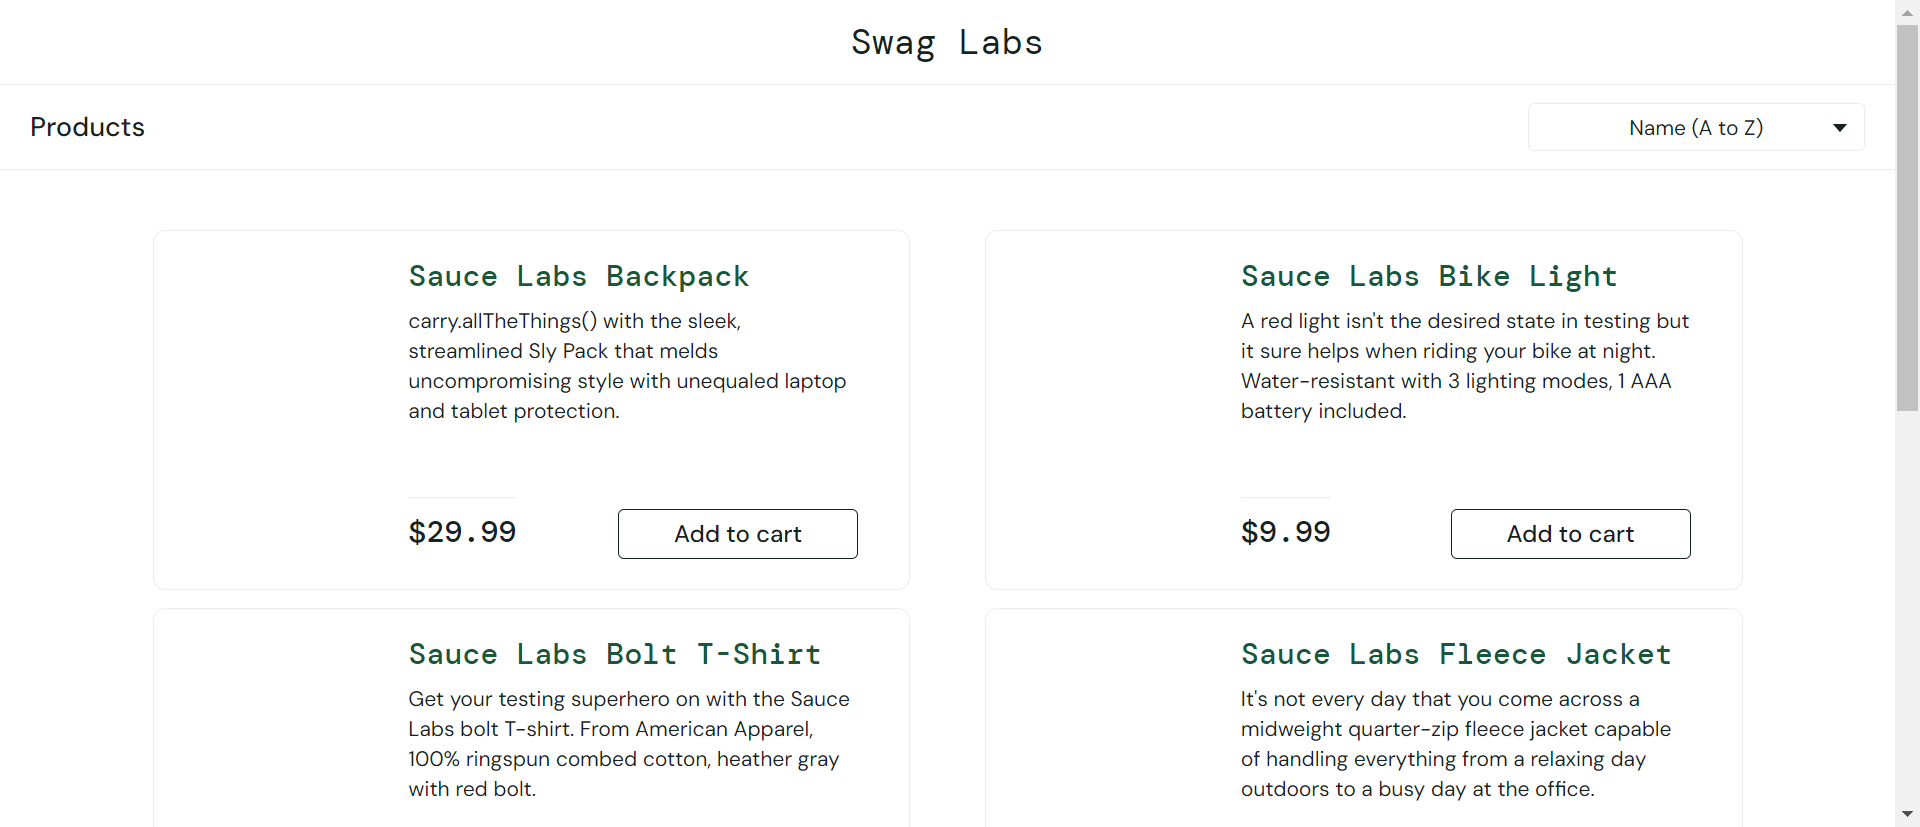 Swag Labs
Products
Name (A to Z)
Sauce Labs Backpack
carry.allTheThings() with the sleek,
streamlined Sly Pack that melds
uncompromising style with unequaled laptop
and tablet protection.
$29.99
Add to cart
Sauce Labs Bike Light
A red light isn't the desired state in testing but
it sure helps when riding your bike at night.
Water-resistant with 3 lighting modes, 1 AAA
battery included.
$9.99
Add to cart
Sauce Labs Bolt T-Shirt
Get your testing superhero on with the Sauce
Labs bolt T-shirt. From American Apparel,
100% ringspun combed cotton, heather gray
with red bolt.
Sauce Labs Fleece Jacket
It's not every day that you come across a
midweight quarter-zip fleece jacket capable
of handling everything from a relaxing day
outdoors to a busy day at the office.